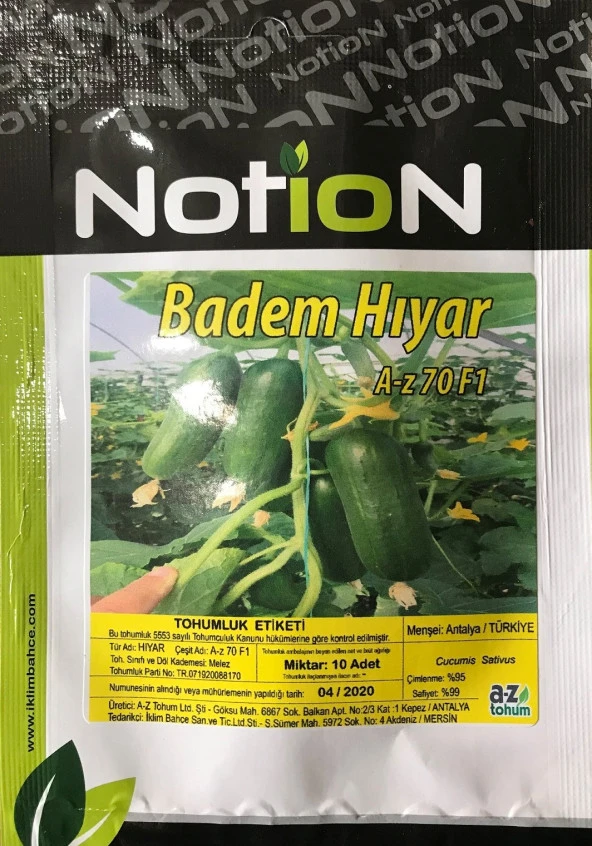 NotioN
Badem Hıyar
A-z 70 F1
TOHUMLUK ETİKETİ
Bu tohumluk 5553 sayılı Tohumculuk Kanunu hükümlerine göre kontrol edilmiştir.
Menşei: Antalya / TÜRKİYE
Tür Adı: HIYAR Çeşit Adı: A-z 70 F1
Toh. Sınıfı ve Döl Kademesi: Melez
Tohumluk Parti No: TR.071920088170
Miktar: 10 Adet
Cucumis Sativus
Çimlenme: %95
Safiyet: %99
Numunesinin alındığı veya mühürlemenin yapıldığı tarih: 04 / 2020
a-z
tohum
Üretici: A-Z Tohum Ltd. Şti - Göksu Mah. 6867 Sok. Balkan Apt. No:2/3 Kat :1 Kepez / ANTALYA
Tedarikçi: İklim Bahçe San.ve Tic.Ltd.Sti.- S.Sümer Mah. 5972 Sok. No: 4 Akdeniz / MERSİN
www.iklimbahce.com